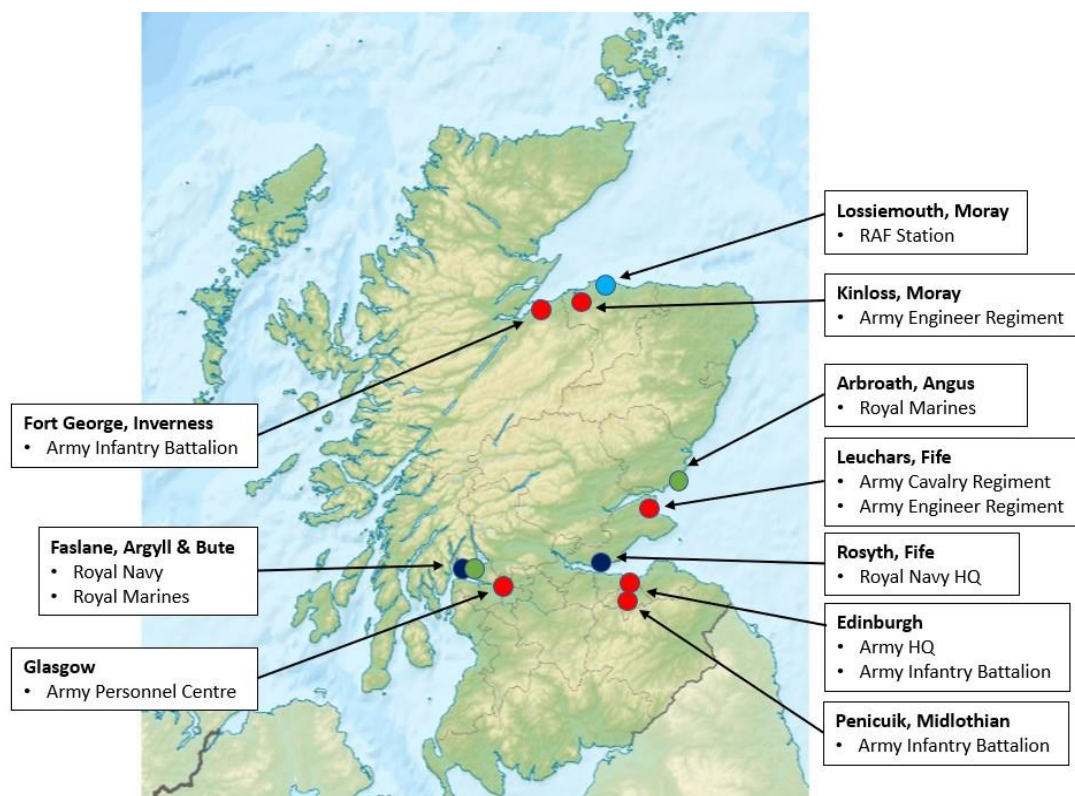 Lossiemouth, Moray
• RAF Station
Kinloss, Moray
• Army Engineer Regiment
Arbroath, Angus
• Royal Marines
Fort George, Inverness
• Army Infantry Battalion
Leuchars, Fife
• Army Cavalry Regiment
• Army Engineer Regiment
Faslane, Argyll & Bute
• Royal Navy
• Royal Marines
Rosyth, Fife
• Royal Navy HQ
Edinburgh
• Army HQ
• Army Infantry Battalion
Glasgow
• Army Personnel Centre
Penicuik, Midlothian
• Army Infantry Battalion